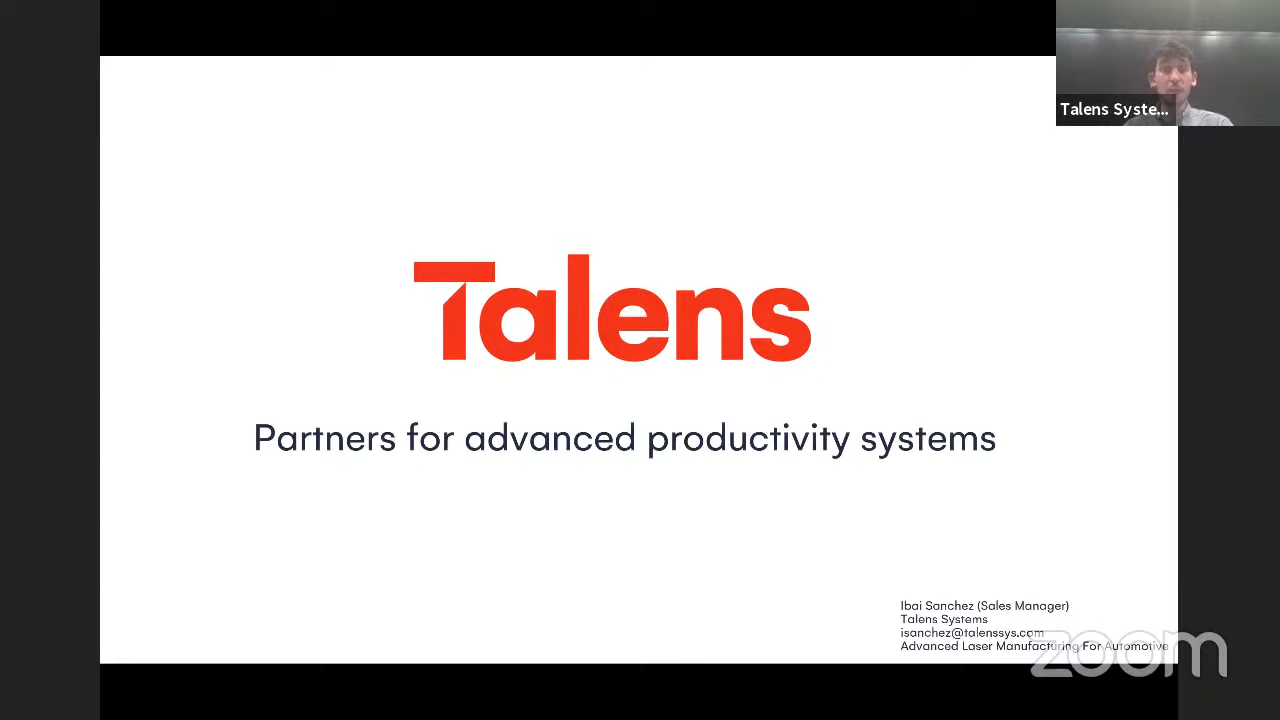 Talens Syste...
Talens
Partners for advanced productivity systems
Ibai Sanchez (Sales Manager)
Talens Systems
isanchez@talenssys.com
Advanced Laser Manufacturing For Automotive
zoom